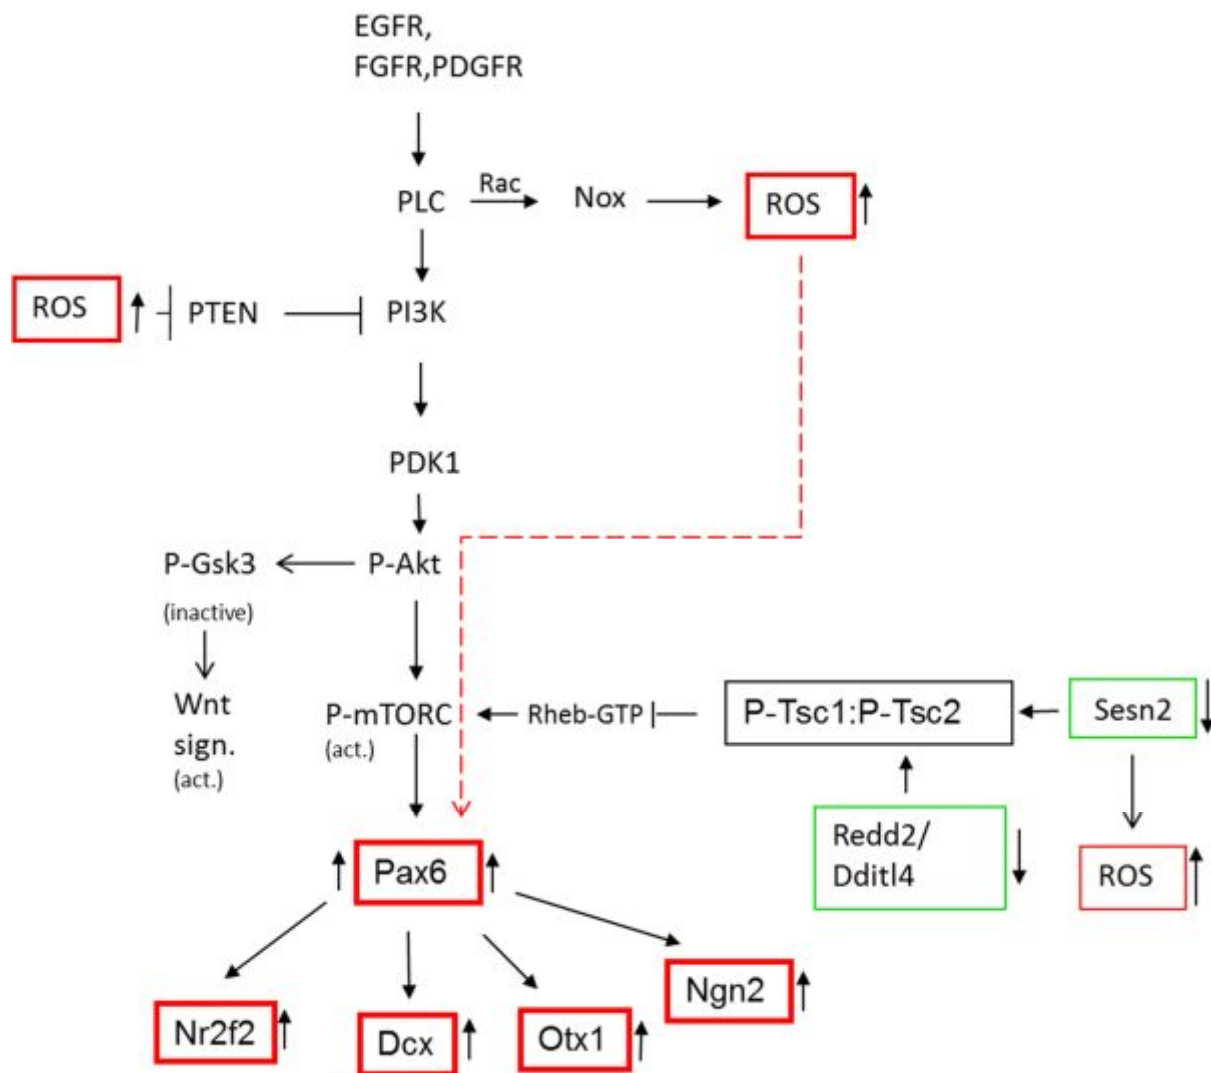 EGFR,
FGFR,PDGFR
PLC
Rac
Nox
ROS
ROS
PTEN
PI3K
PDK1
P-Gsk3
P-Akt
(inactive)
Wnt
sign.
(act.)
P-mTORC
(act.)
Rheb-GTP
P-Tsc1:P-Tsc2
Sesn2
Redd2/
Dditl4
ROS
Pax6
Nr2f2
Dcx
Otx1
Ngn2